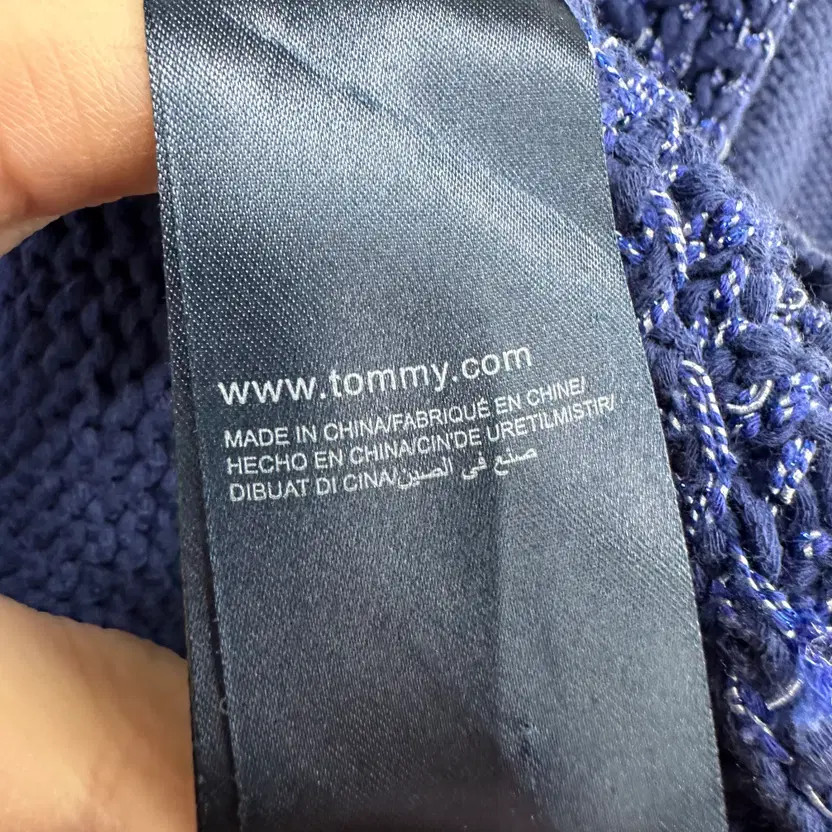 www.tommy.com
MADE IN CHINA/FABRIQUÉ EN CHINE/
HECHO EN CHINA/CIN'DE URETILMISTIR/
DIBUAT DI CINA/صنع في الصين